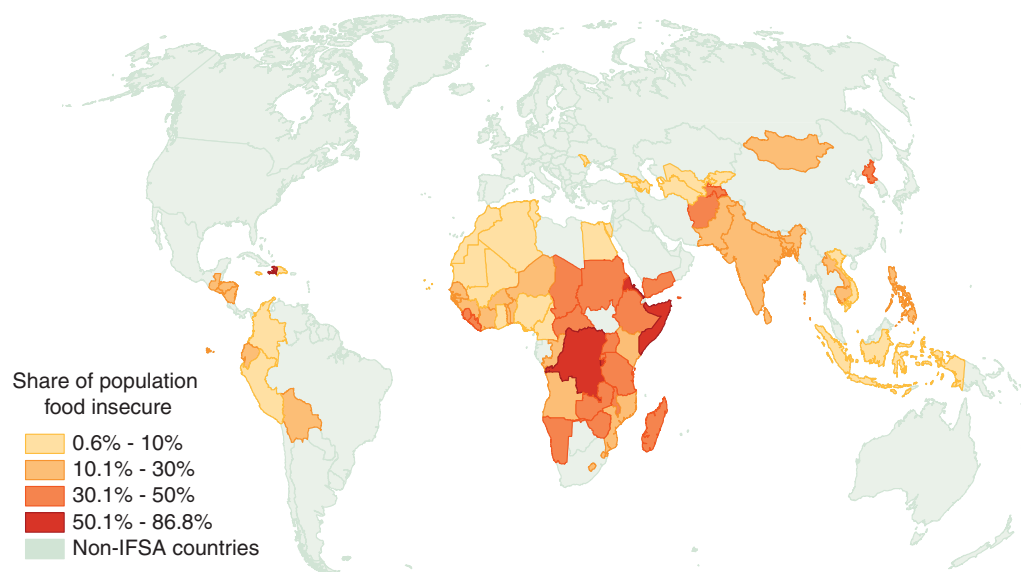 Share of population
food insecure
0.6% - 10%
10.1% - 30%
30.1% - 50%
50.1% - 86.8%
Non-IFSA countries